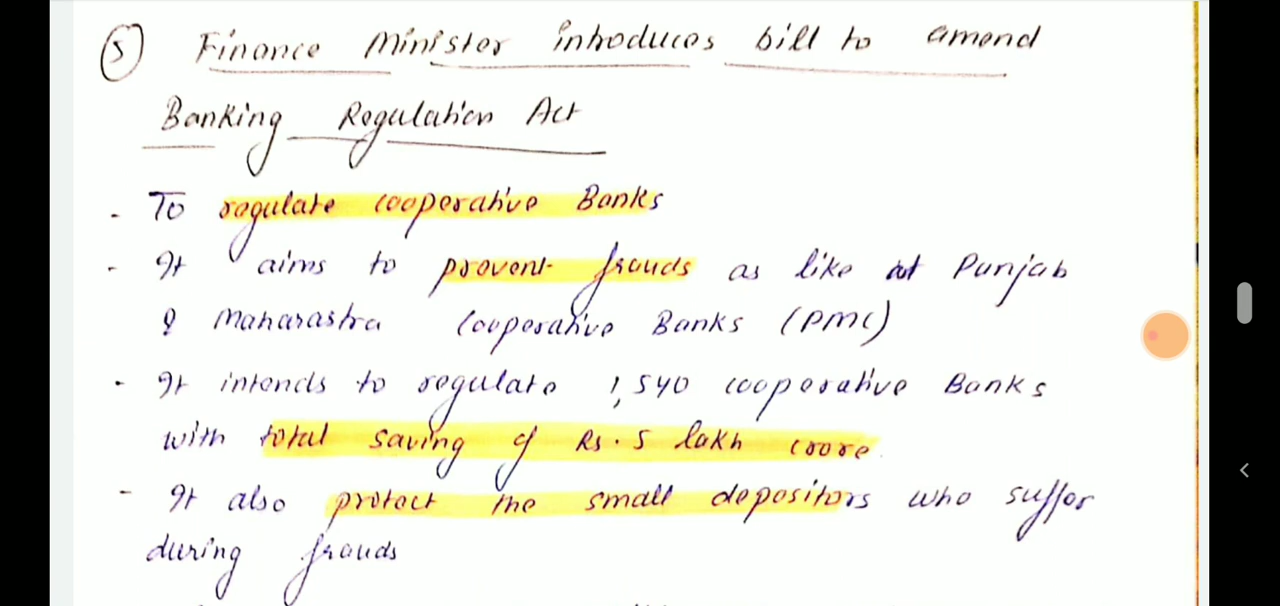 5 Finance Minister introduces bill to amend
Banking Regulation Act
- To regulate cooperative Banks
- It aims to prevent frauds as like at Punjab
& Maharastra Cooperative Banks (PMC)
- It intends to regulate 1,540 cooperative Banks
with total saving of Rs. 5 lakh crore.
- It also protect the small depositors who suffer
during frauds